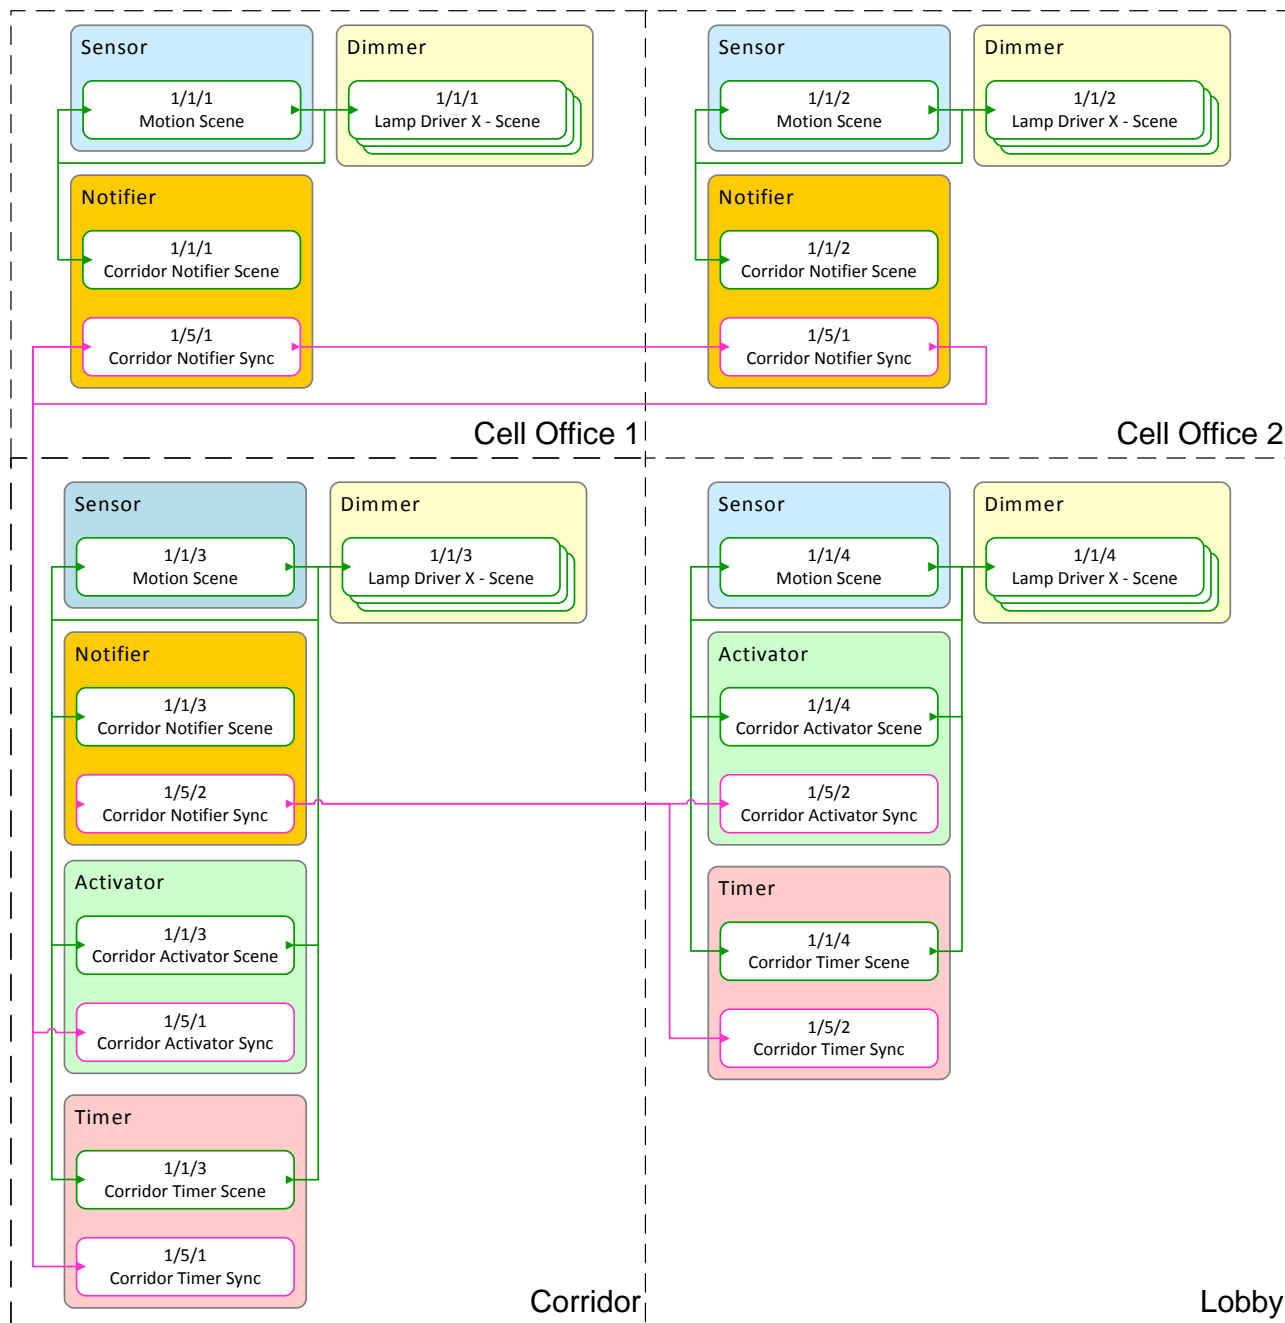 Sensor
1/1/1
Motion Scene
Dimmer
1/1/1
Lamp Driver X - Scene
Notifier
1/1/1
Corridor Notifier Scene
1/5/1
Corridor Notifier Sync
Cell Office 1
Sensor
1/1/2
Motion Scene
Dimmer
1/1/2
Lamp Driver X - Scene
Notifier
1/1/2
Corridor Notifier Scene
1/5/1
Corridor Notifier Sync
Cell Office 2
Sensor
1/1/3
Motion Scene
Dimmer
1/1/3
Lamp Driver X - Scene
Notifier
1/1/3
Corridor Notifier Scene
1/5/2
Corridor Notifier Sync
Activator
1/1/3
Corridor Activator Scene
1/5/1
Corridor Activator Sync
Timer
1/1/3
Corridor Timer Scene
1/5/1
Corridor Timer Sync
Corridor
Sensor
1/1/4
Motion Scene
Dimmer
1/1/4
Lamp Driver X - Scene
Activator
1/1/4
Corridor Activator Scene
1/5/2
Corridor Activator Sync
Timer
1/1/4
Corridor Timer Scene
1/5/2
Corridor Timer Sync
Lobby